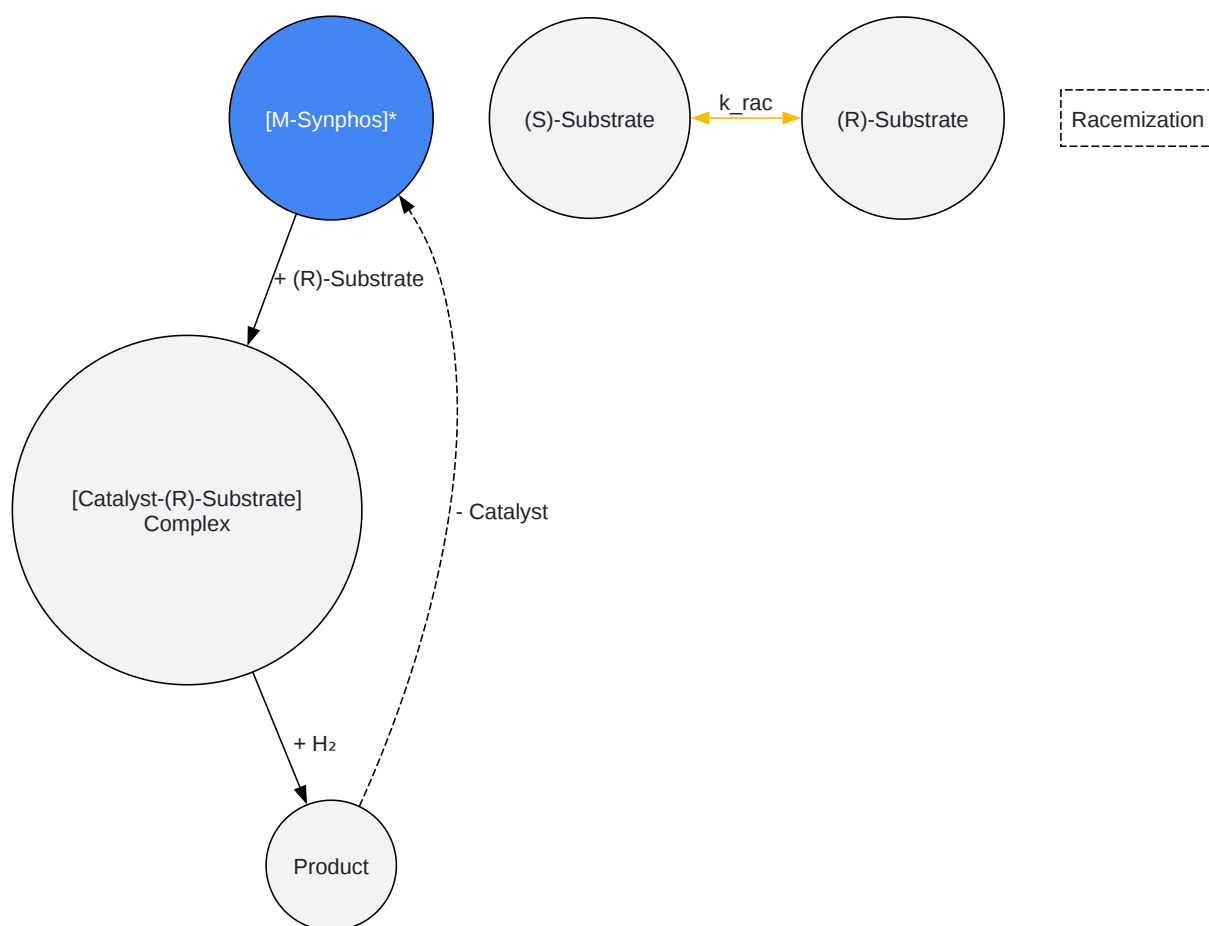 [M-Synphos]*
(S)-Substrate
k_rac
(R)-Substrate
Racemization
+ (R)-Substrate
[Catalyst-(R)-Substrate]
Complex
- Catalyst
+ H₂
Product